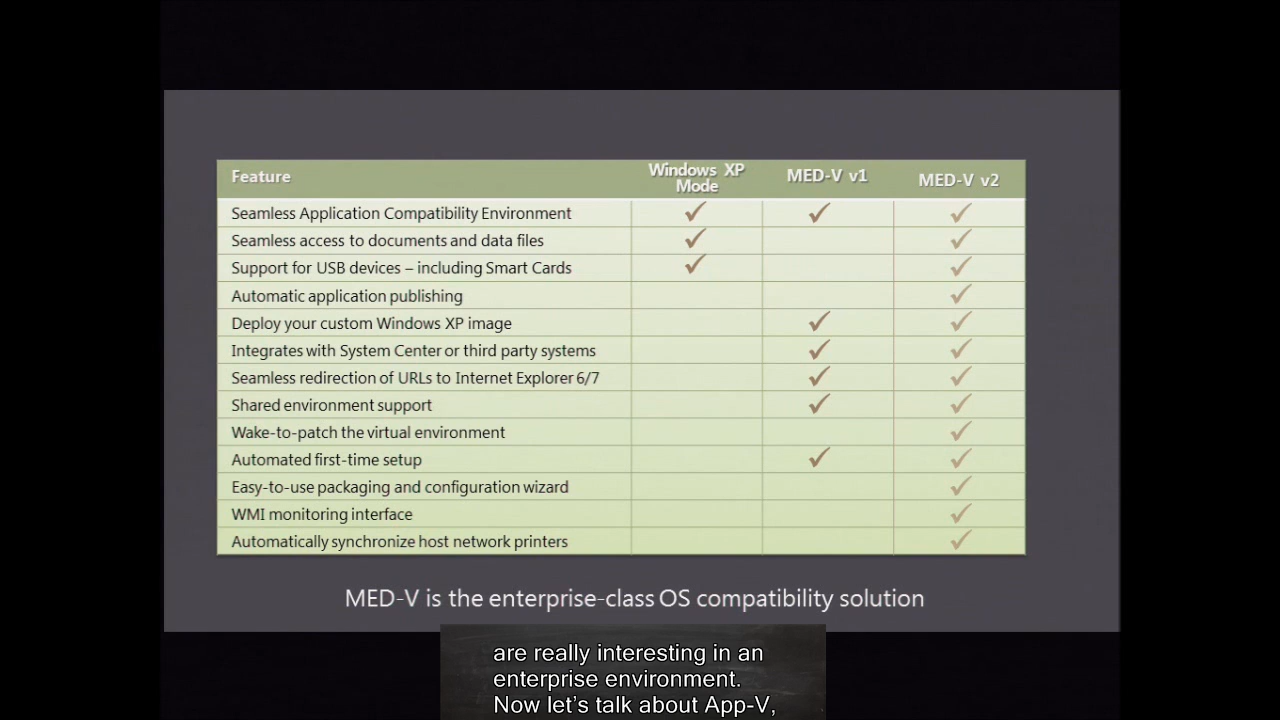 Feature Windows XP Mode MED-V v1 MED-V v2
Seamless Application Compatibility Environment ✓ ✓ ✓
Seamless access to documents and data files ✓ ✓
Support for USB devices – including Smart Cards ✓ ✓
Automatic application publishing ✓
Deploy your custom Windows XP image ✓ ✓
Integrates with System Center or third party systems ✓ ✓
Seamless redirection of URLs to Internet Explorer 6/7 ✓ ✓
Shared environment support ✓ ✓
Wake-to-patch the virtual environment ✓
Automated first-time setup ✓ ✓
Easy-to-use packaging and configuration wizard ✓
WMI monitoring interface ✓
Automatically synchronize host network printers ✓
MED-V is the enterprise-class OS compatibility solution
are really interesting in an
enterprise environment.
Now let's talk about App-V,